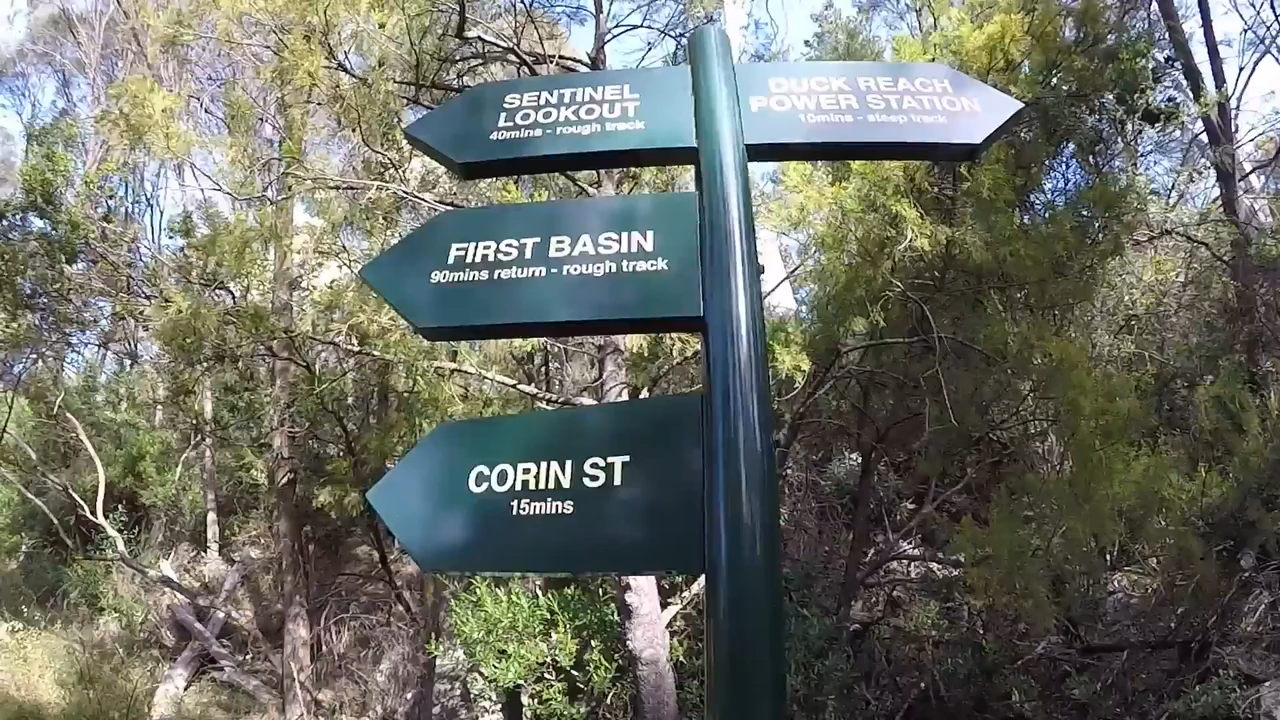 SENTINEL
LOOKOUT
40mins - rough track
DUCK REACH
POWER STATION
10mins - steep track
FIRST BASIN
90mins return - rough track
CORIN ST
15mins